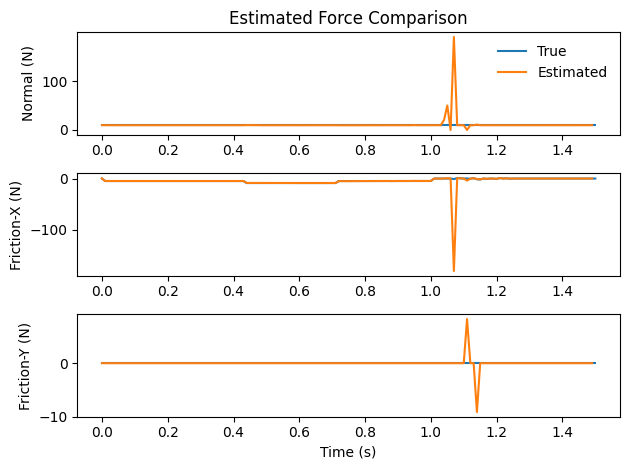 Estimated Force Comparison
Normal (N)
100
0
True
Estimated
0.0 0.2 0.4 0.6 0.8 1.0 1.2 1.4
Friction-X (N)
0
−100
0.0 0.2 0.4 0.6 0.8 1.0 1.2 1.4
Friction-Y (N)
0
−10
0.0 0.2 0.4 0.6 0.8 1.0 1.2 1.4
Time (s)